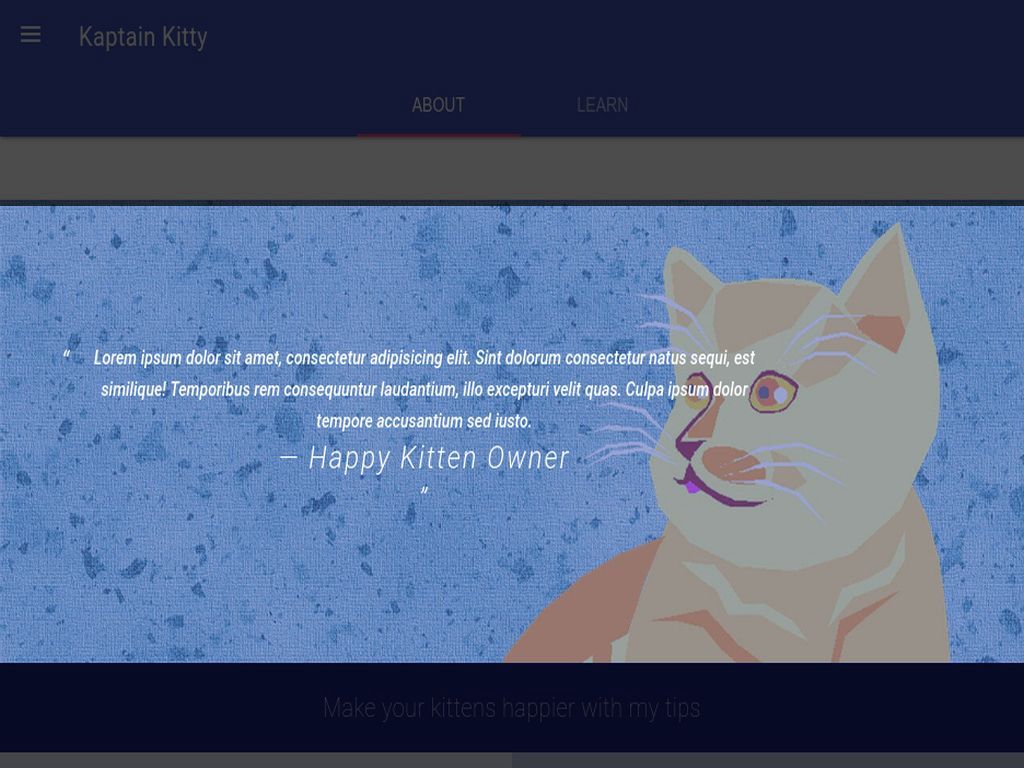 Kaptain Kitty
ABOUT LEARN
“ Lorem ipsum dolor sit amet, consectetur adipisicing elit. Sint dolorum consectetur natus sequi, est
similique! Temporibus rem consequuntur laudantium, illo excepturi velit quas. Culpa ipsum dolor
tempore accusantium sed iusto.
— Happy Kitten Owner
”
Make your kittens happier with my tips